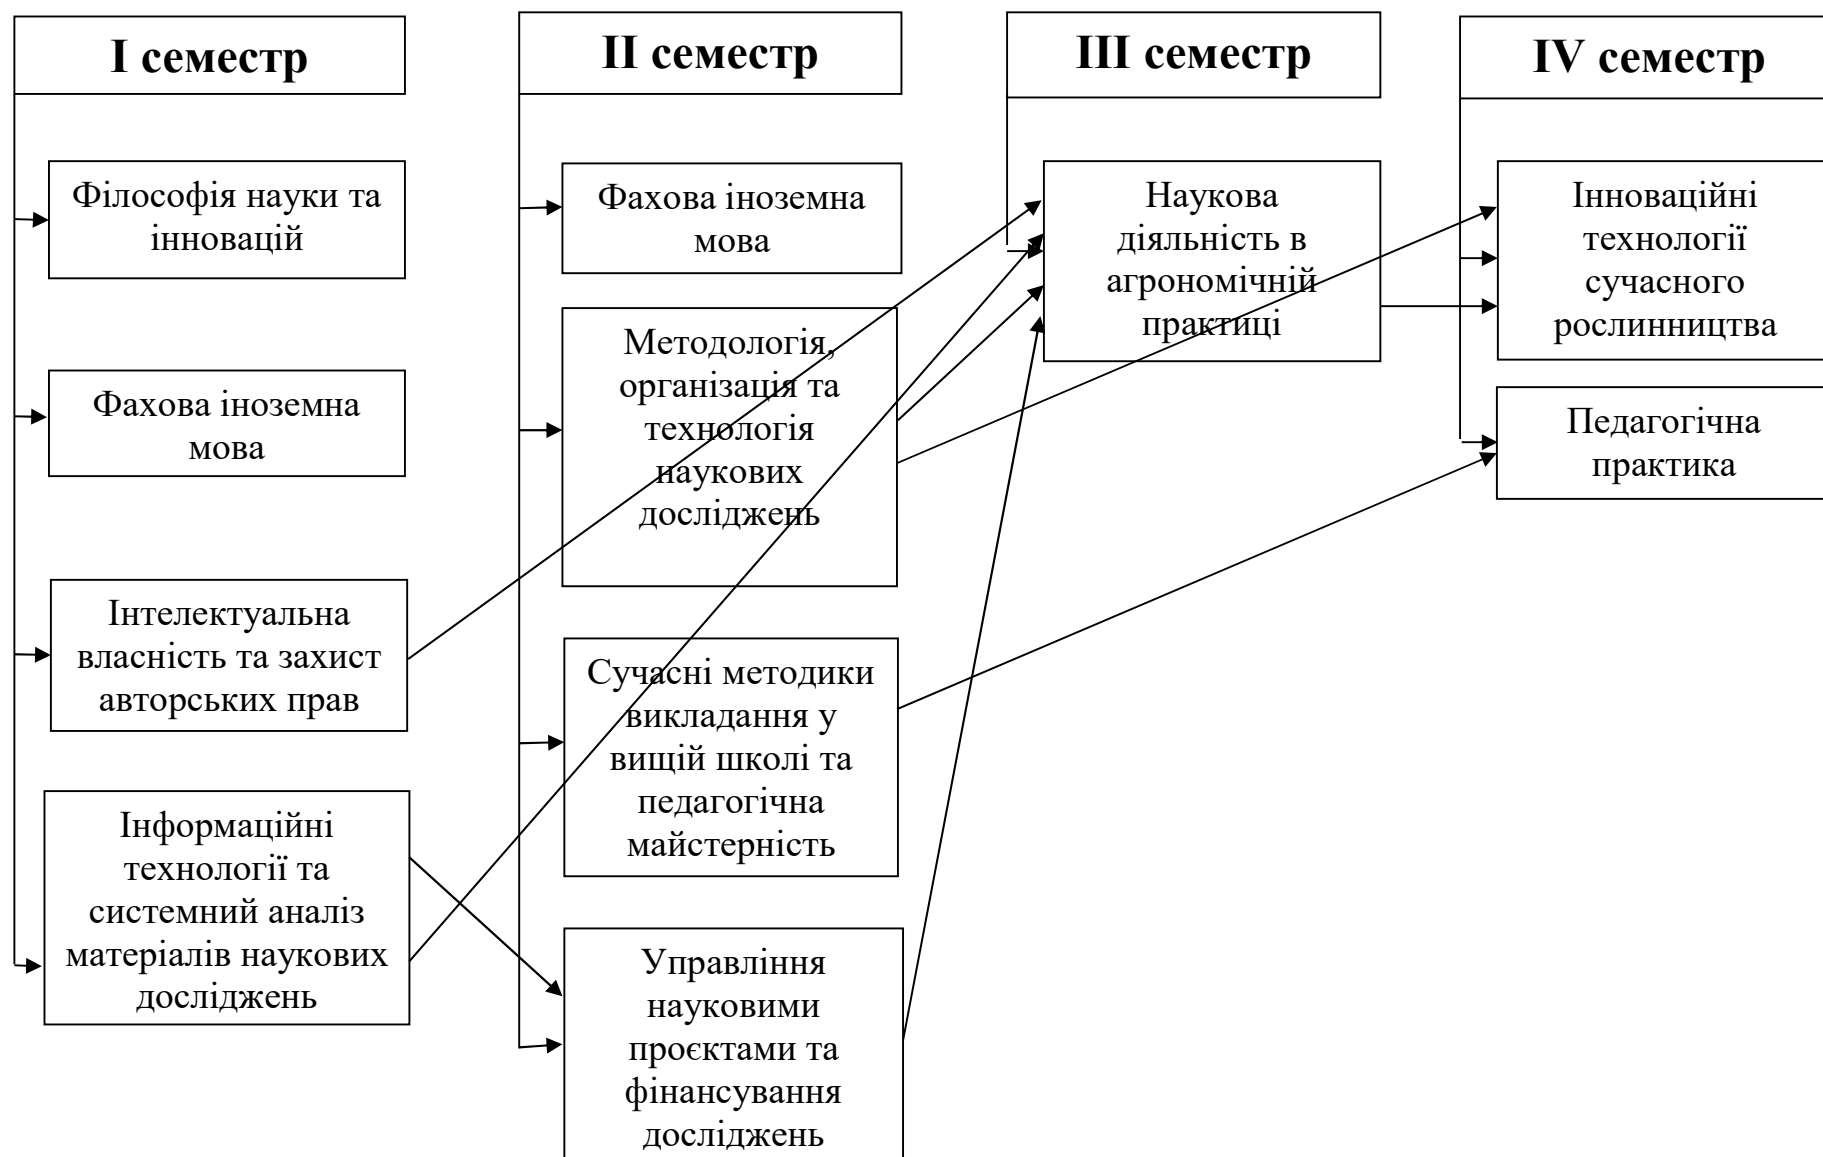 I семестр
Філософія науки та
інновацій
Фахова іноземна
мова
Інтелектуальна
власність та захист
авторських прав
Інформаційні
технології та
системний аналіз
матеріалів наукових
досліджень
II семестр
Фахова іноземна
мова
Методологія,
організація та
технологія
наукових
досліджень
Сучасні методики
викладання у
вищій школі та
педагогічна
майстерність
Управління
науковими
проєктами та
фінансування
досліджень
III семестр
Наукова
діяльність в
агрономічній
практиці
IV семестр
Інноваційні
технології
сучасного
рослинництва
Педагогічна
практика